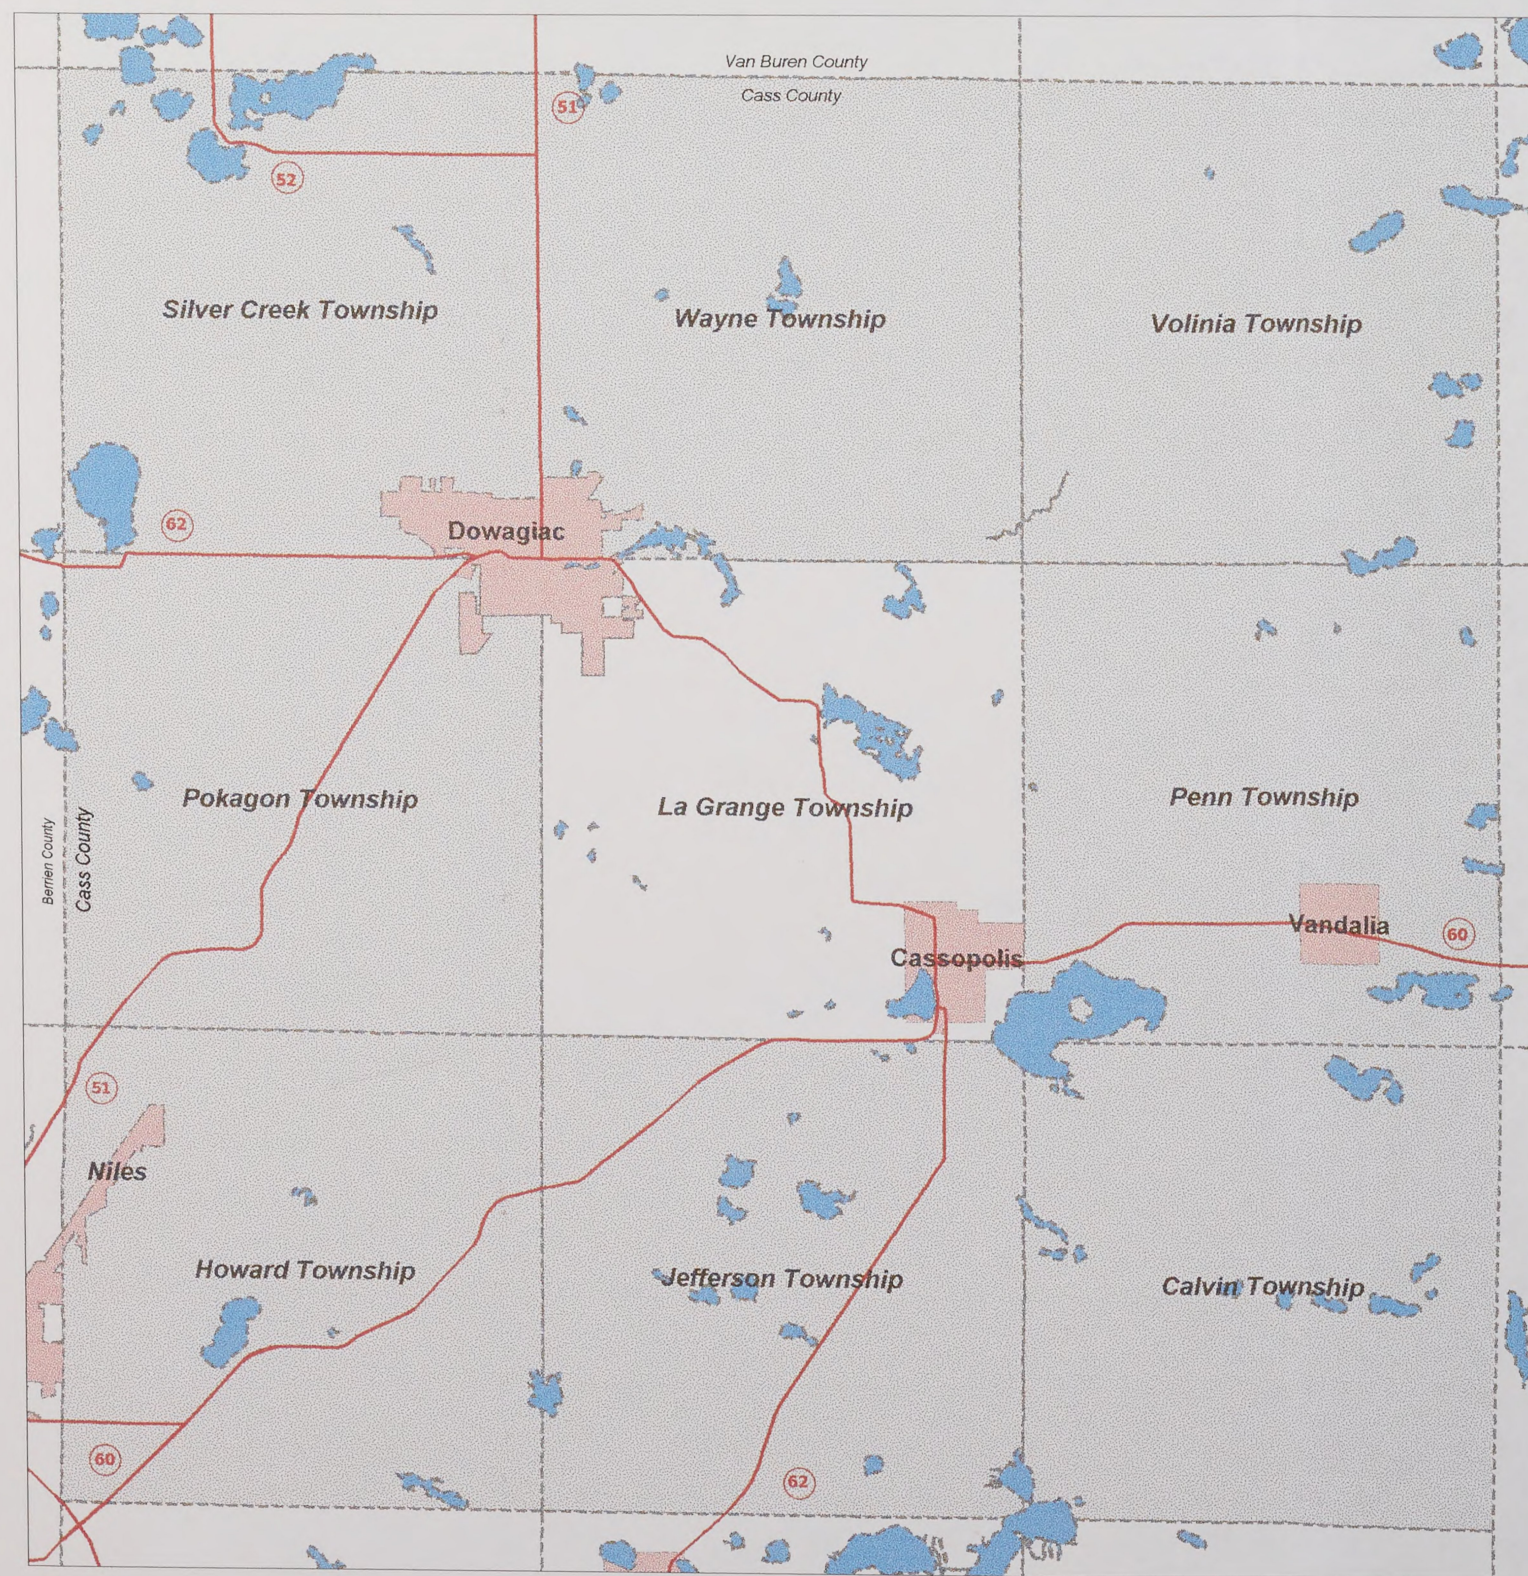 Van Buren County
Cass County
51
52
Silver Creek Township
Wayne Township
Volinia Township
62
Dowagiac
Pokagon Township
La Grange Township
Penn Township
Berrien County
Cass County
Vandalia
60
Cassopolis
51
Niles
Howard Township
Jefferson Township
Calvin Township
60
62